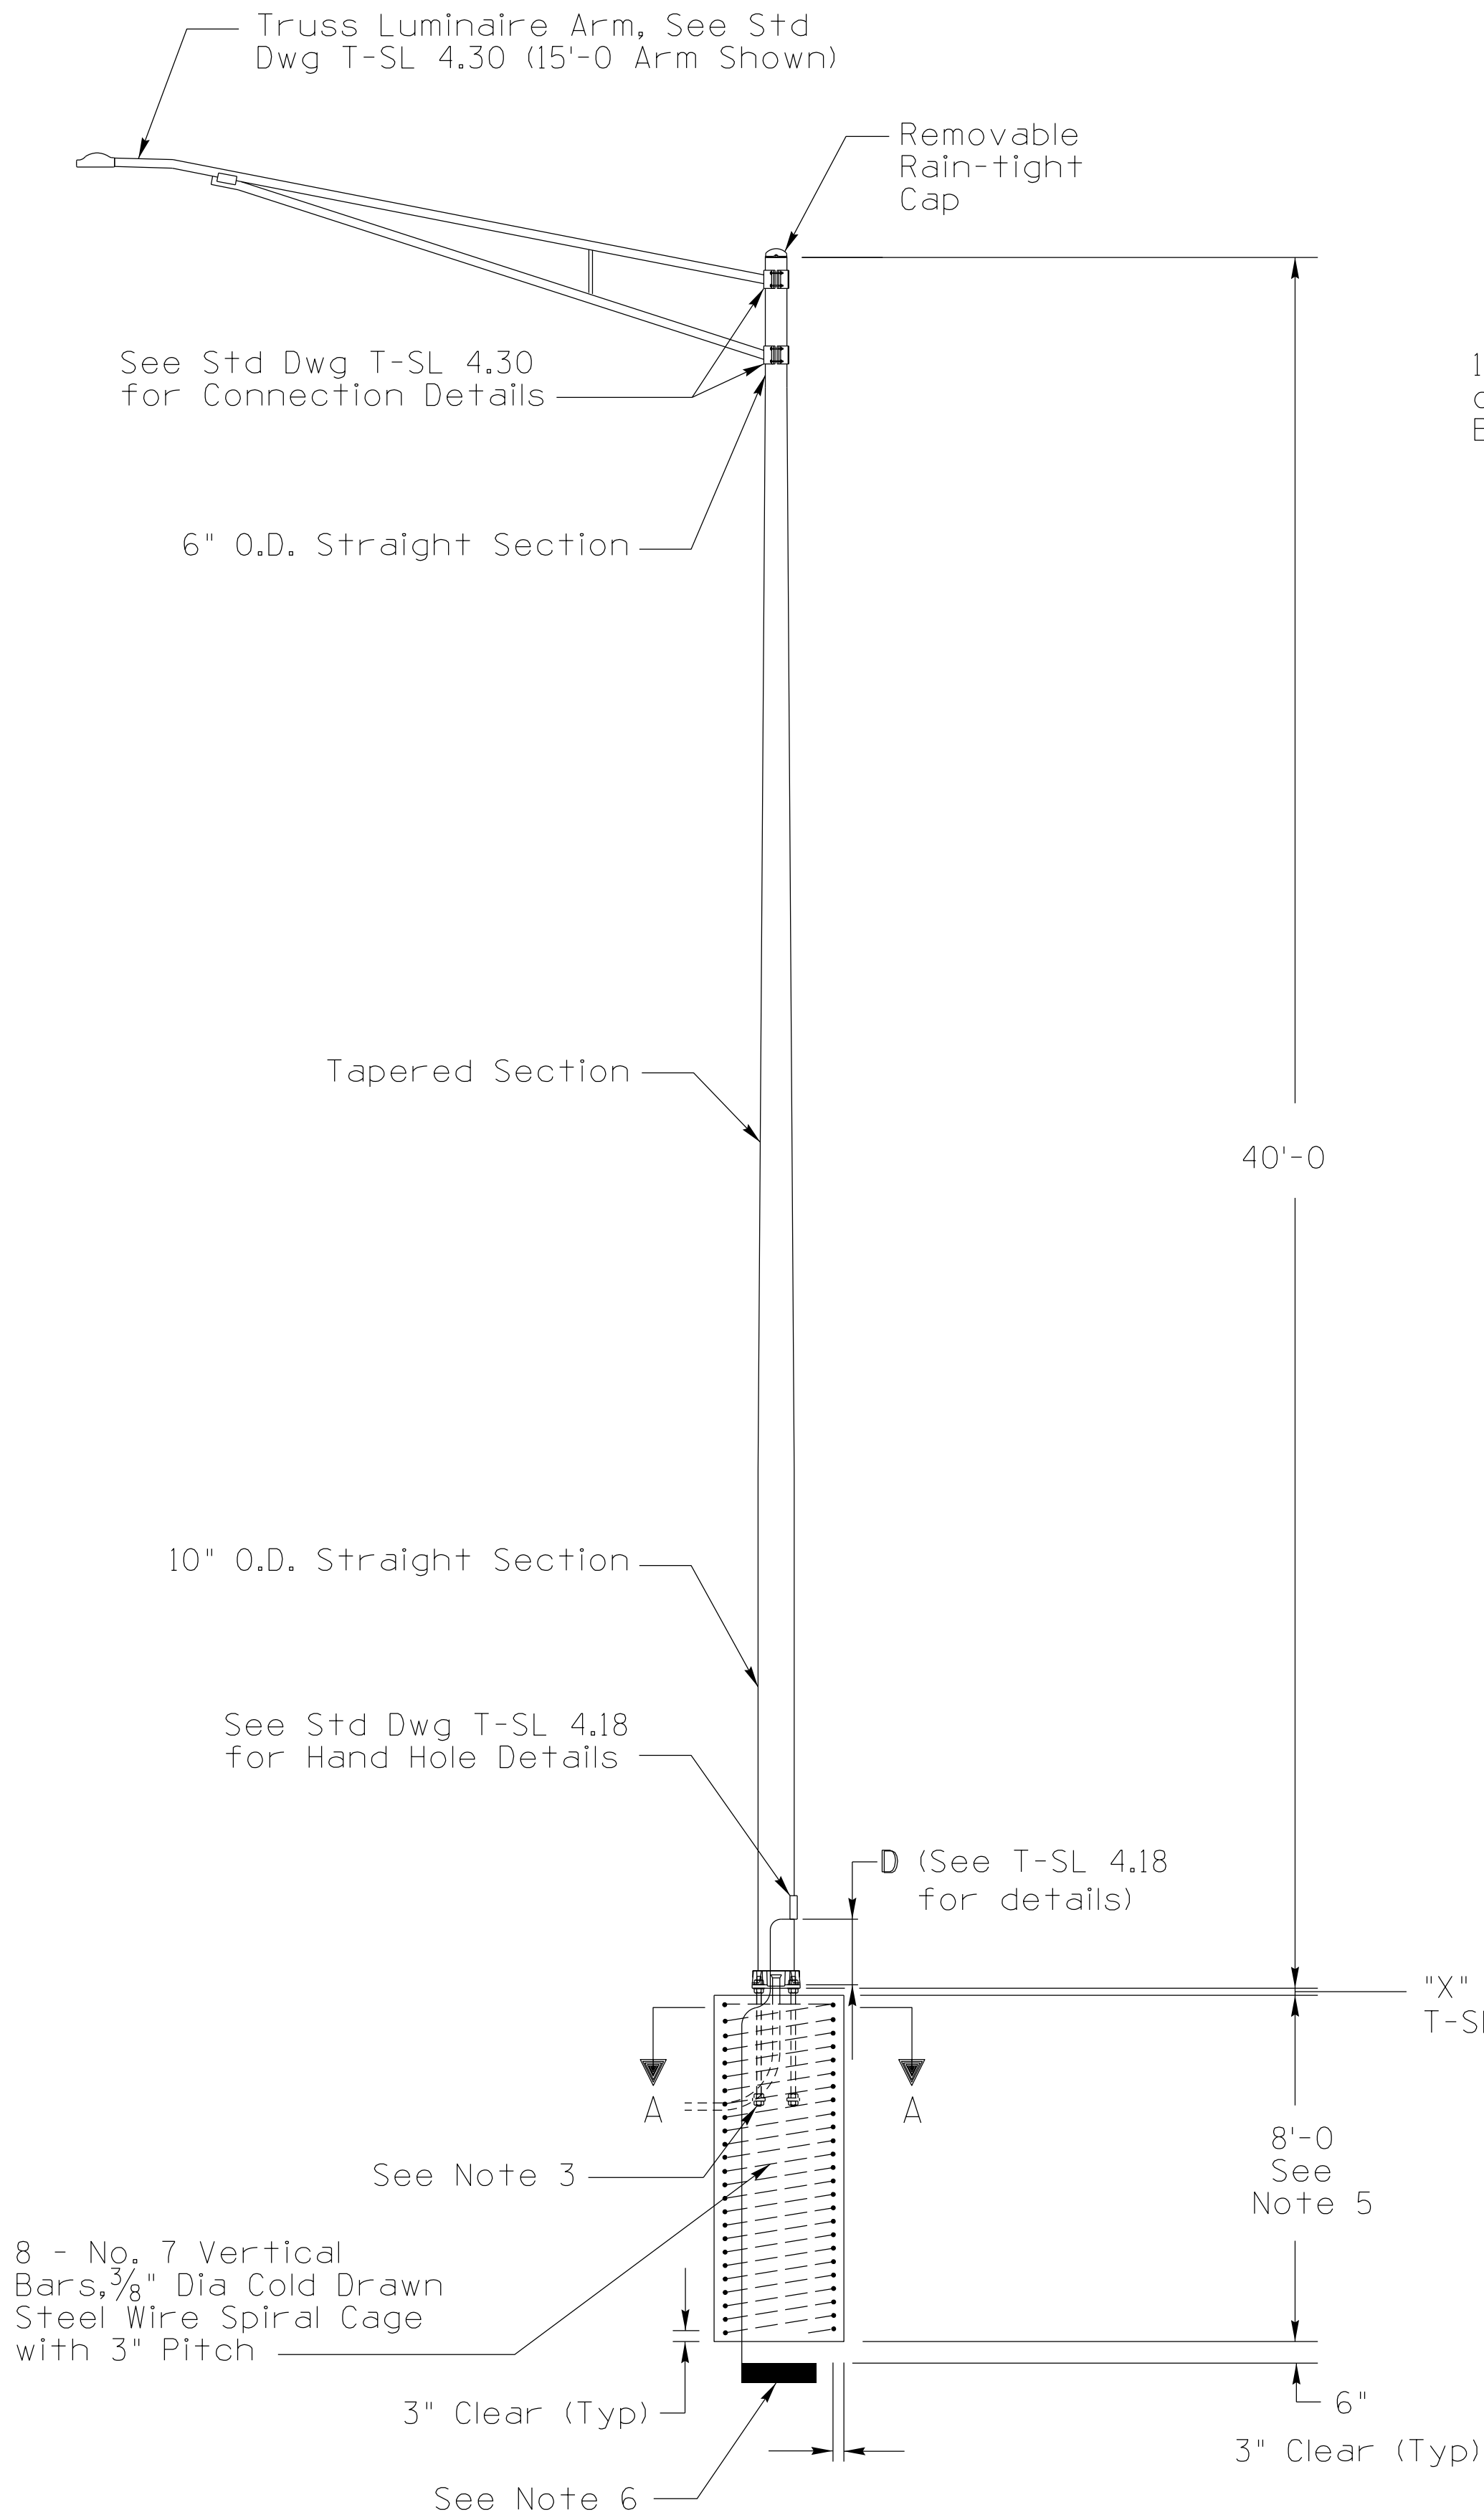 Truss Luminaire Arm, See Std
Dwg T-SL 4.30 (15'-0 Arm Shown)
Removable
Rain-tight
Cap
See Std Dwg T-SL 4.30
for Connection Details
6" O.D. Straight Section
Tapered Section
40'-0
10" O.D. Straight Section
See Std Dwg T-SL 4.18
for Hand Hole Details
D (See T-SL 4.18
for details)
"X"
A
A
8'-0
See
Note 5
See Note 3
8 - No. 7 Vertical
Bars,3/8" Dia Cold Drawn
Steel Wire Spiral Cage
with 3" Pitch
3" Clear (Typ)
6"
3" Clear (Typ)
See Note 6